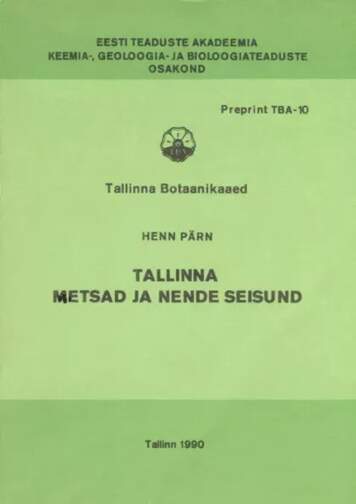 EESTI TEADUSTE AKADEEMIA
KEEMIA-, GEOLOOGIA- JA BIOLOOGIATEADUSTE
OSAKOND
Preprint TBA-10
TBA
Tallinna Botaanikaaed
HENN PÄRN
TALLINNA
METSAD JA NENDE SEISUND
Tallinn 1990